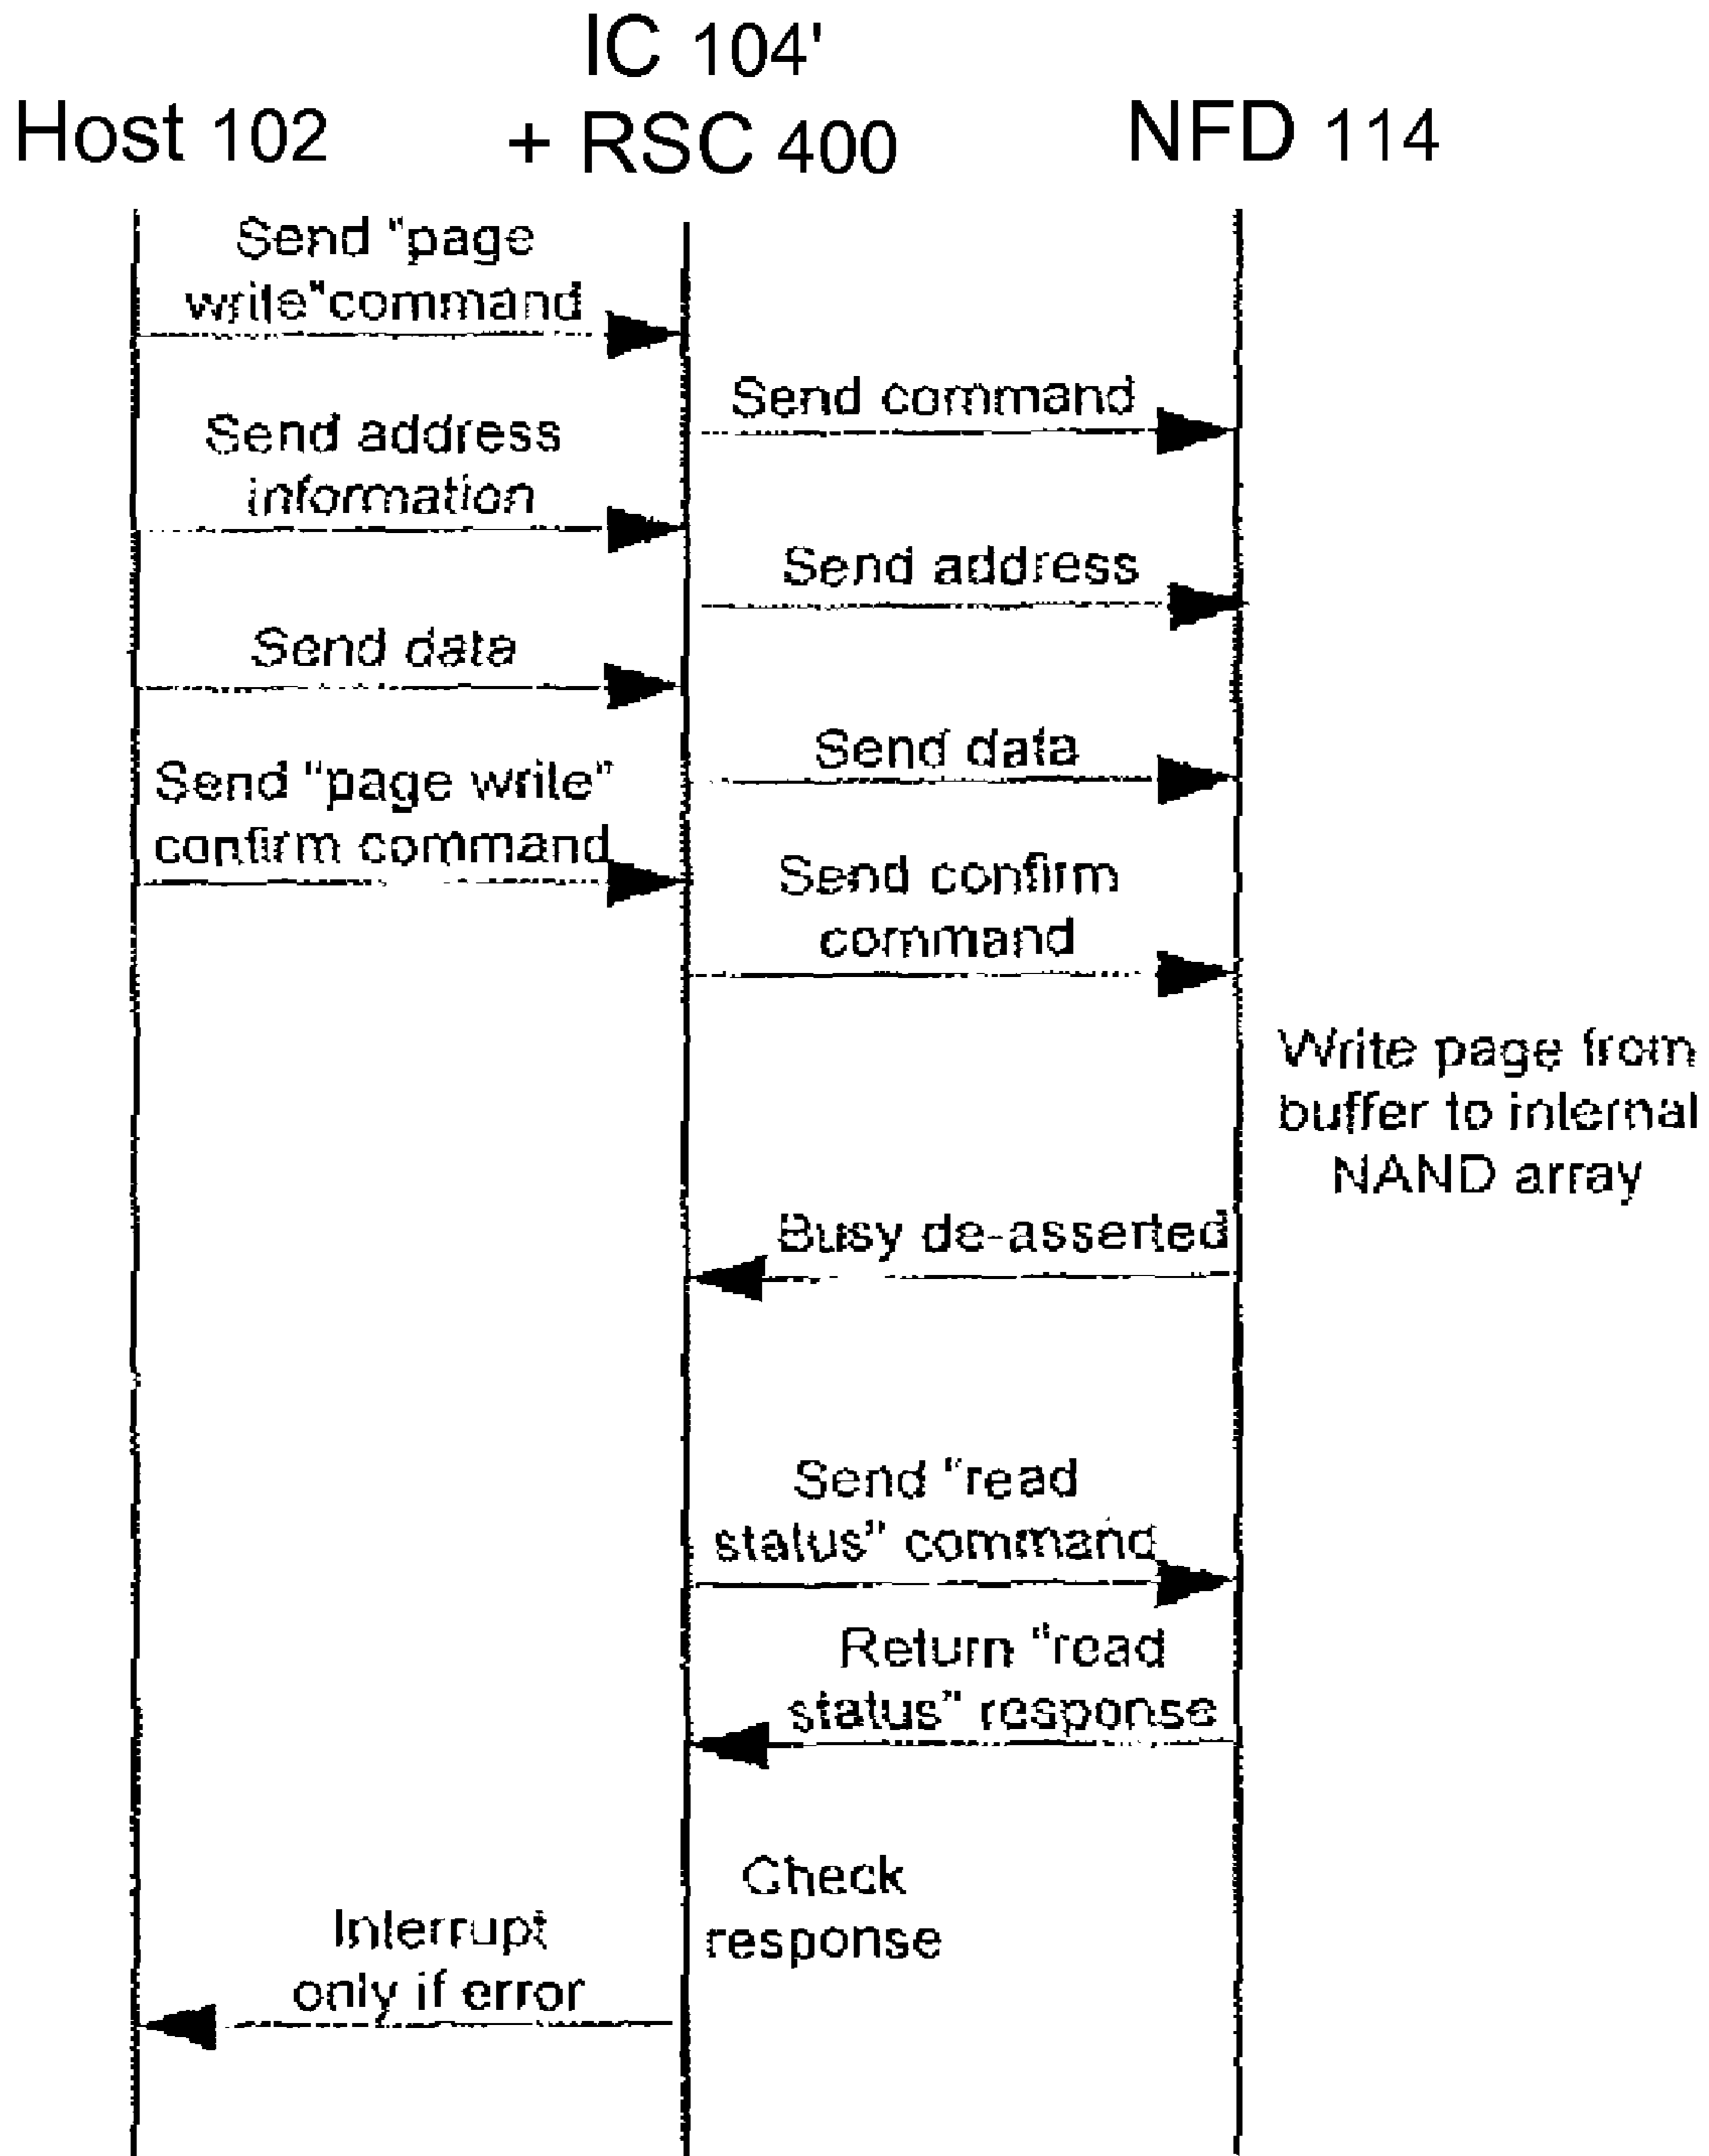 IC 104'
Host 102 + RSC 400 NFD 114
Send "page
write"command
Send command
Send address
information
Send address
Send data
Send data
Send "page write"
confirm command
Send confirm
command
Write page from
buffer to internal
NAND array
Busy de-asserted
Send "read
status" command
Return "read
status" response
Check
response
Interrupt
only if error